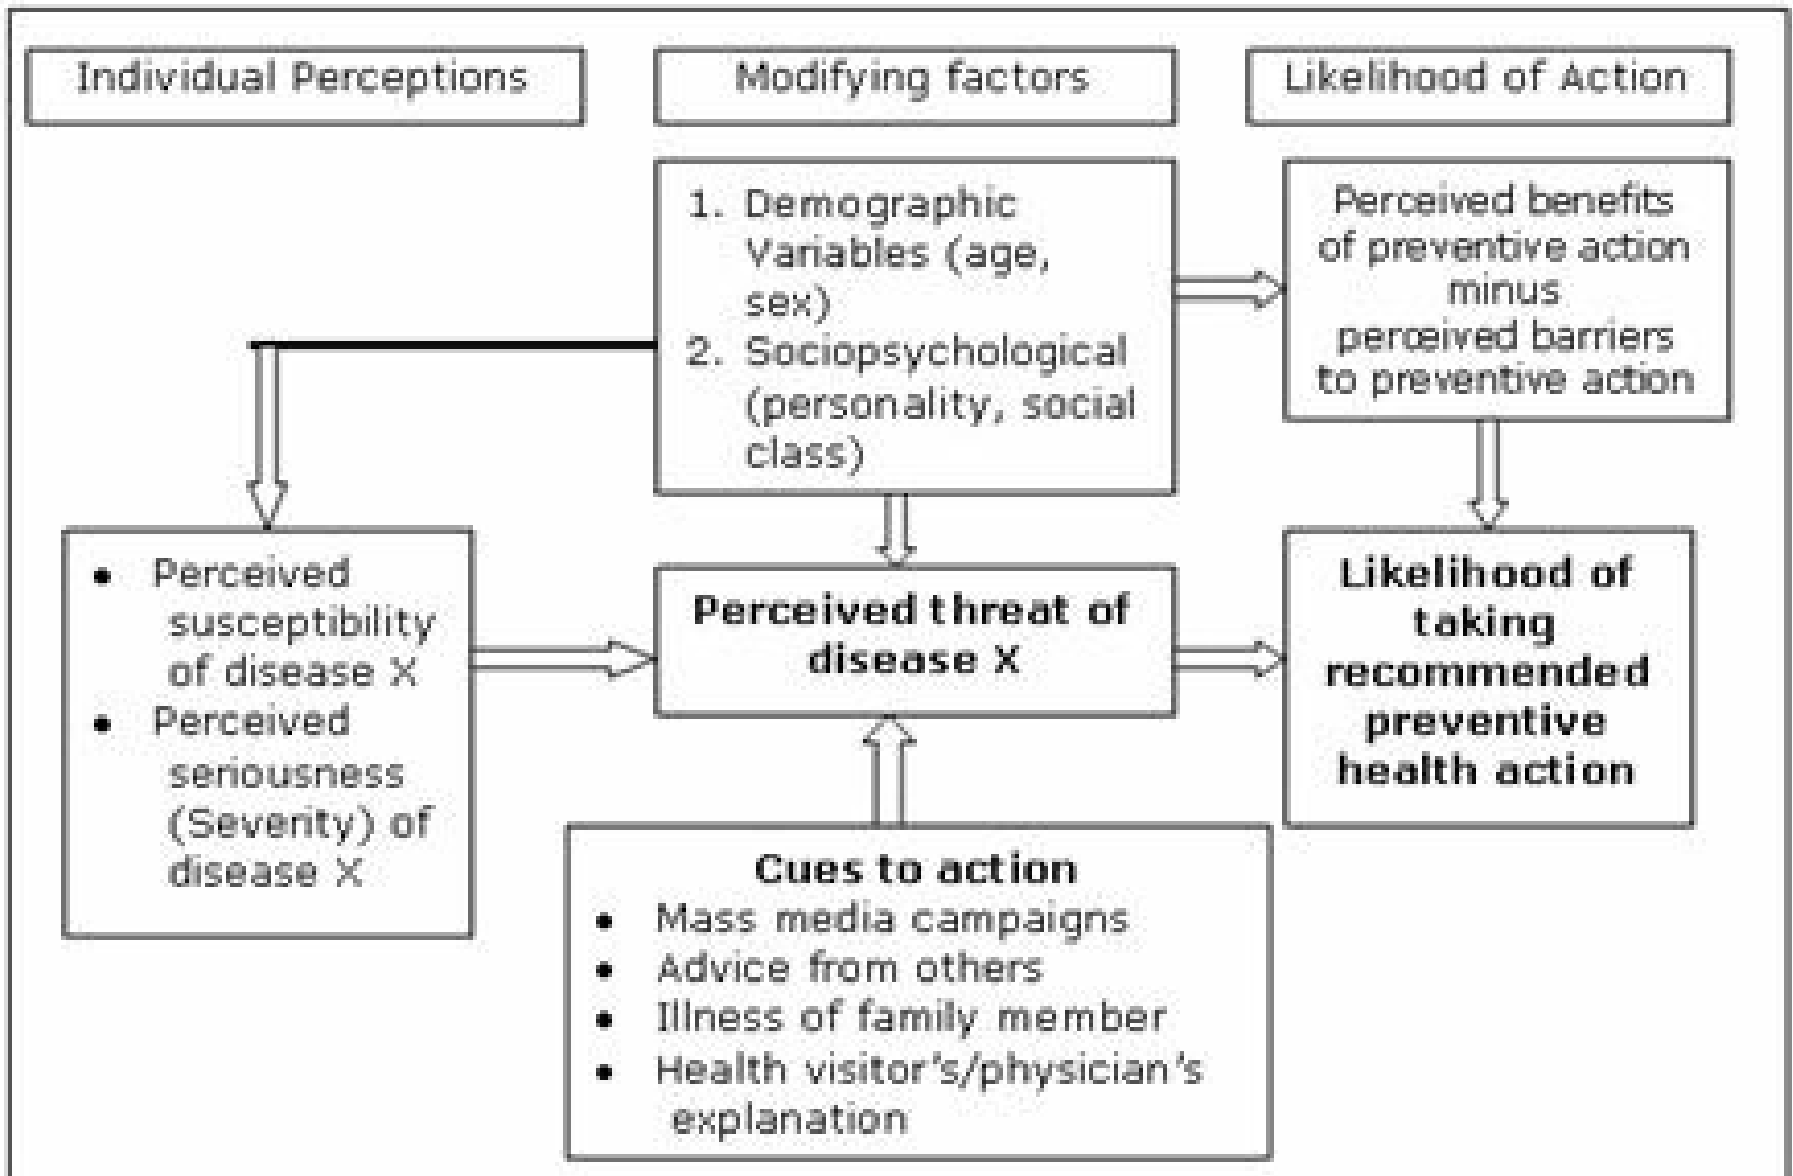 Individual Perceptions
Modifying factors
Likelihood of Action
1. Demographic
Variables (age,
sex)
2. Sociopsychological
(personality, social
class)
Perceived benefits
of preventive action
minus
perceived barriers
to preventive action
• Perceived
susceptibility
of disease X
• Perceived
seriousness
(Severity) of
disease X
Perceived threat of
disease X
Likelihood of
taking
recommended
preventive
health action
Cues to action
• Mass media campaigns
• Advice from others
• Illness of family member
• Health visitor's/physician's
explanation